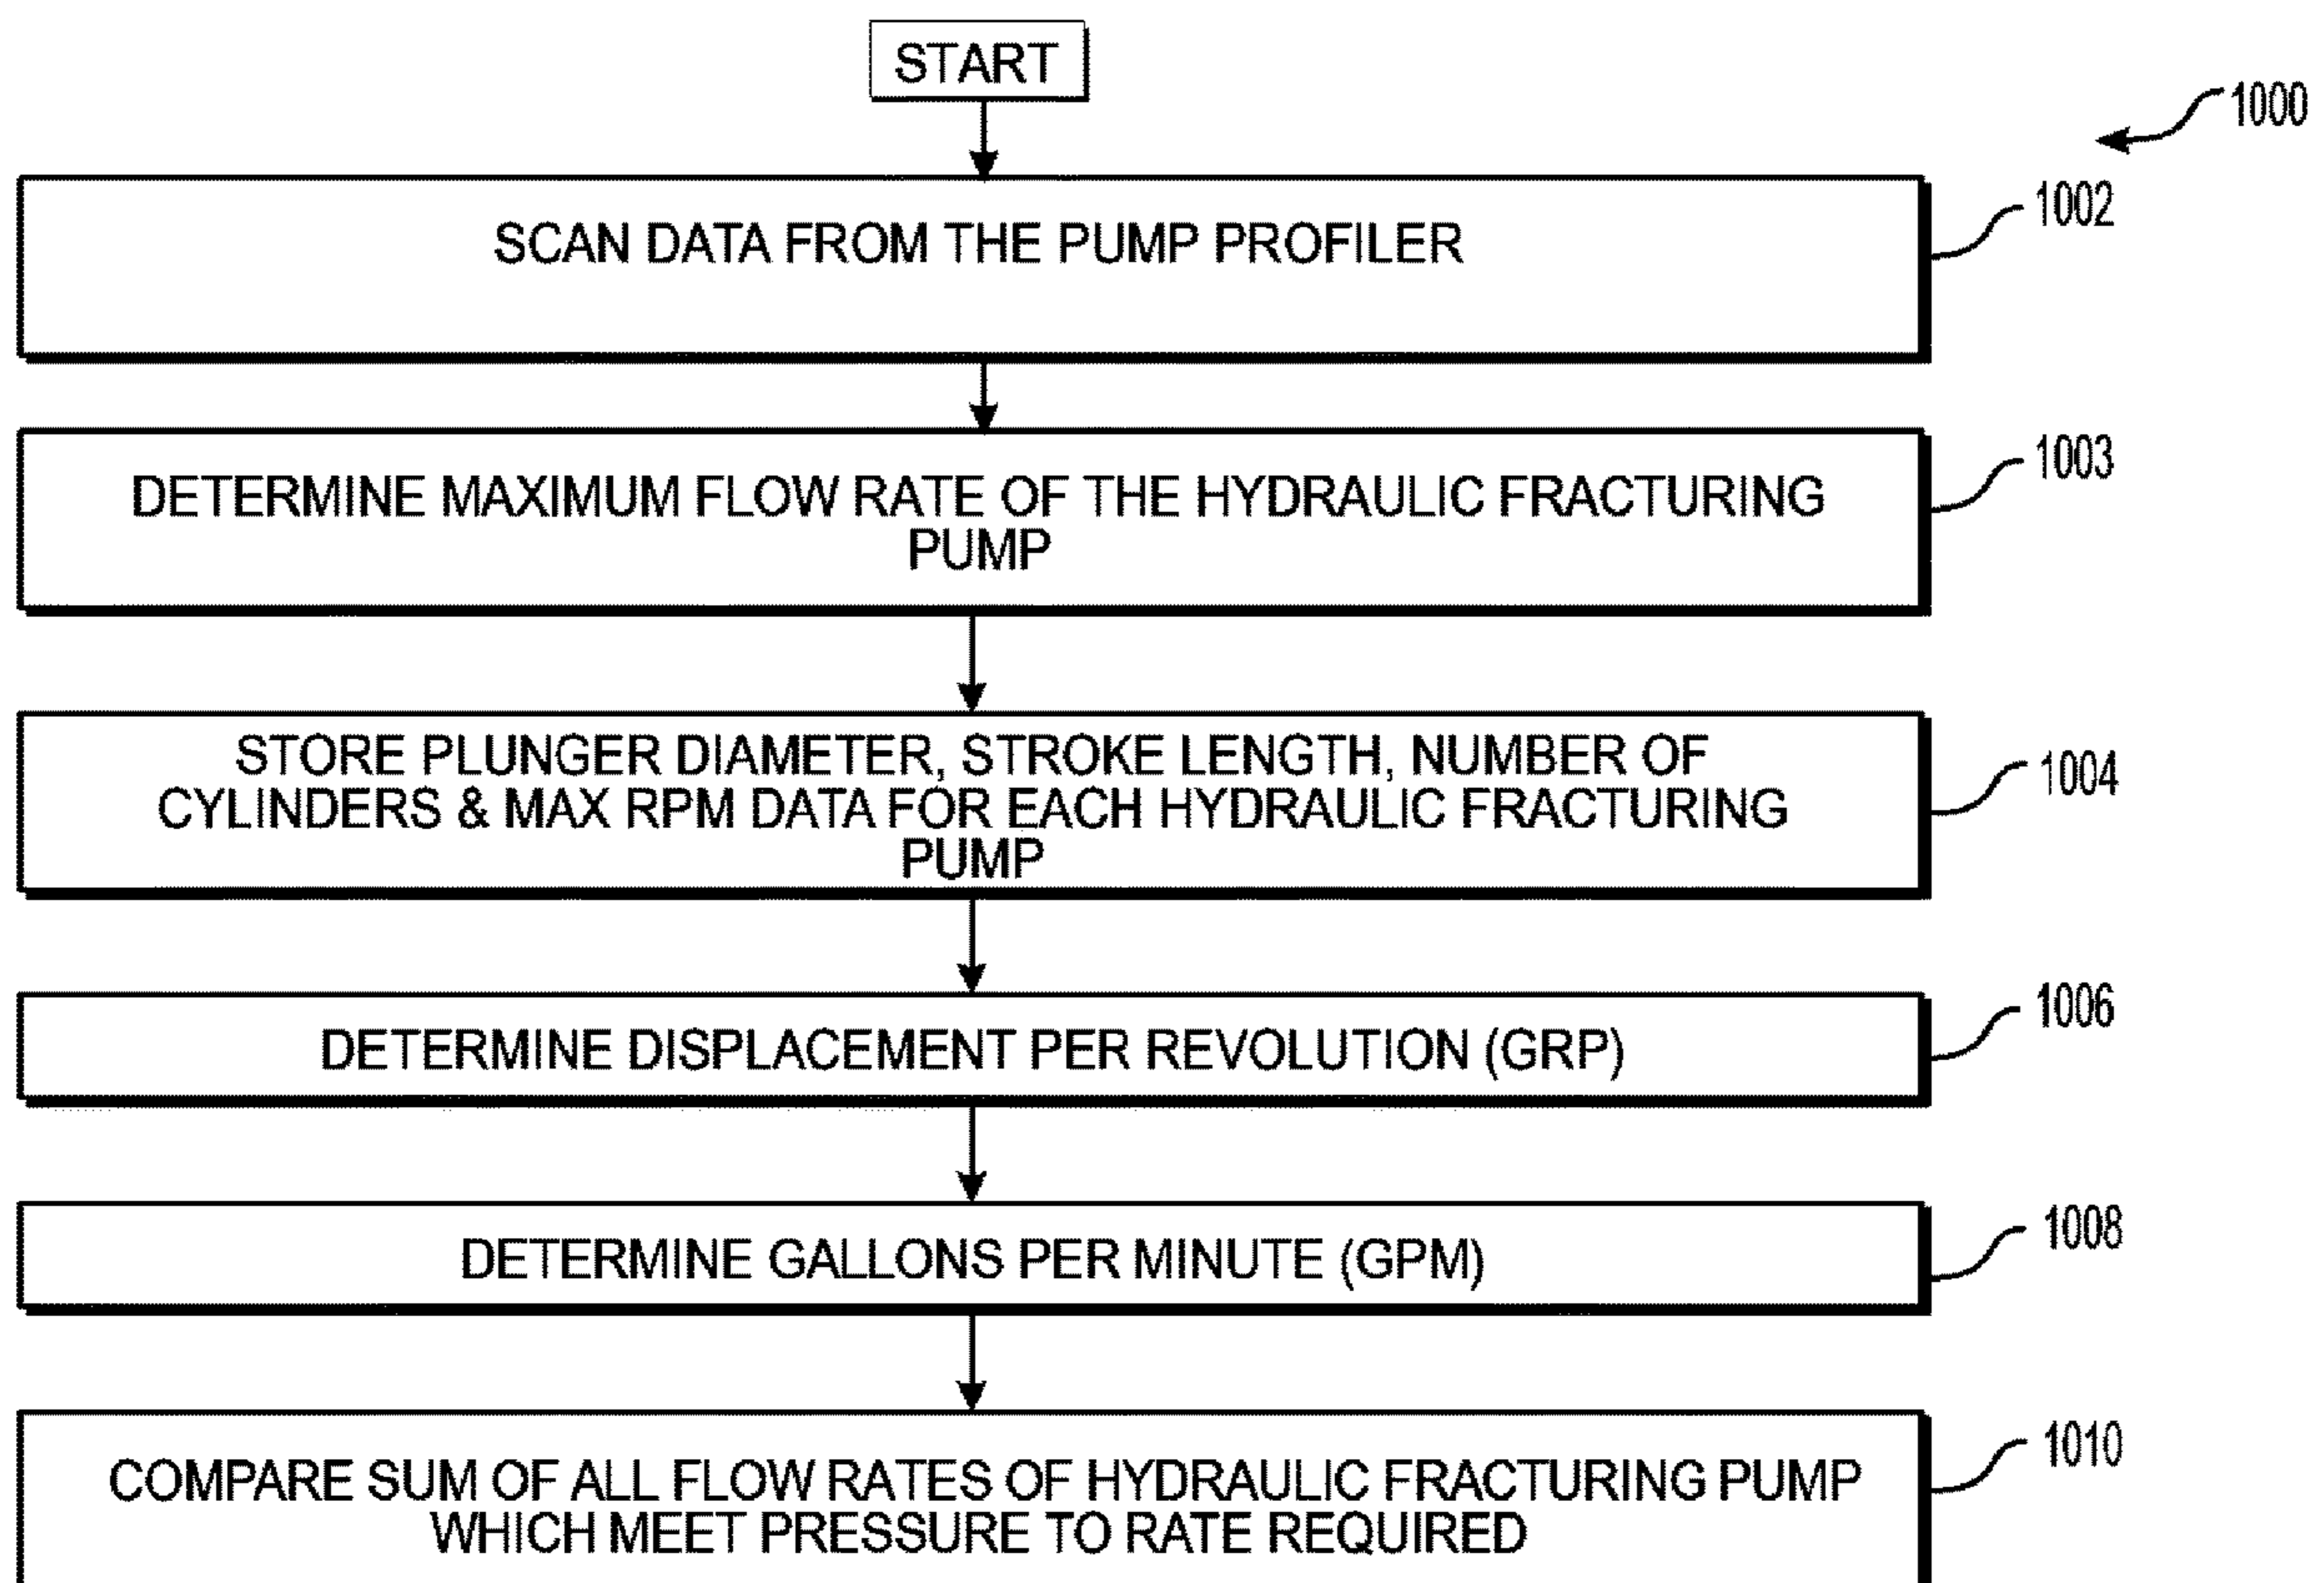 START
1000
SCAN DATA FROM THE PUMP PROFILER
1002
DETERMINE MAXIMUM FLOW RATE OF THE HYDRAULIC FRACTURING
PUMP
1003
STORE PLUNGER DIAMETER, STROKE LENGTH, NUMBER OF
CYLINDERS & MAX RPM DATA FOR EACH HYDRAULIC FRACTURING
PUMP
1004
DETERMINE DISPLACEMENT PER REVOLUTION (GRP)
1006
DETERMINE GALLONS PER MINUTE (GPM)
1008
COMPARE SUM OF ALL FLOW RATES OF HYDRAULIC FRACTURING PUMP
WHICH MEET PRESSURE TO RATE REQUIRED
1010